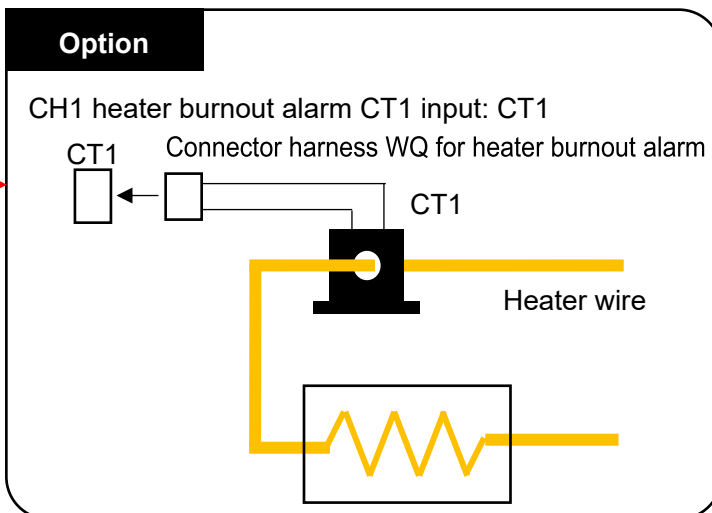 Option
CH1 heater burnout alarm CT1 input: CT1
CT1
Connector harness WQ for heater burnout alarm
CT1
Heater wire